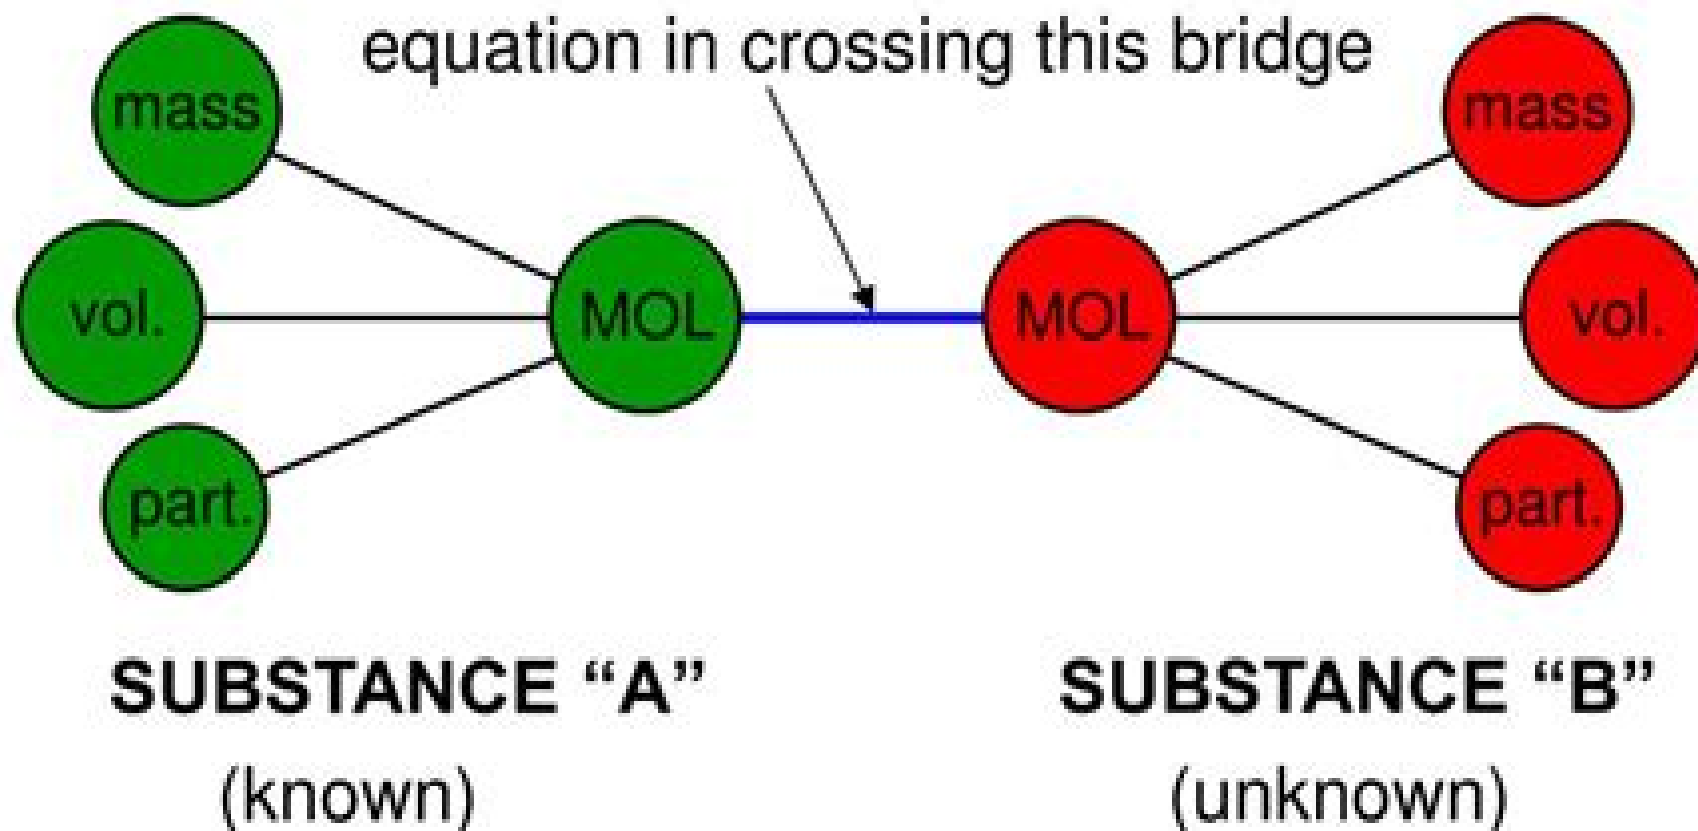 equation in crossing this bridge
mass
mass
vol.
MOL
MOL
vol.
part.
part.
SUBSTANCE “A”
SUBSTANCE “B”
(known)
(unknown)